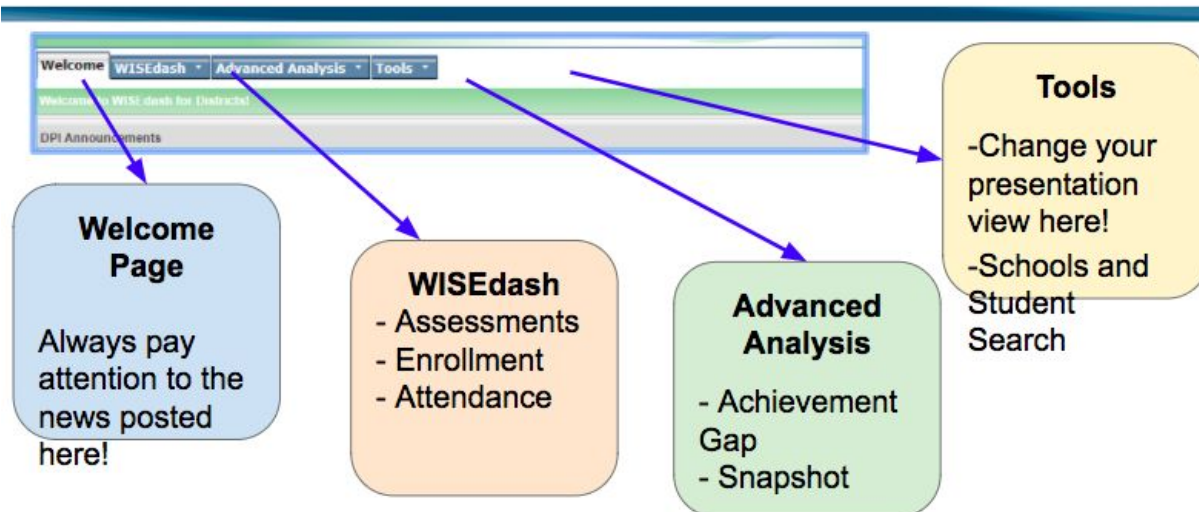 Welcome WISEdash Advanced Analysis Tools
Welcome to WISEdash for Districts!
DPI Announcements
Welcome
Page
Always pay
attention to the
news posted
here!
WISEdash
- Assessments
- Enrollment
- Attendance
Advanced
Analysis
- Achievement
Gap
- Snapshot
Tools
-Change your
presentation
view here!
-Schools and
Student
Search